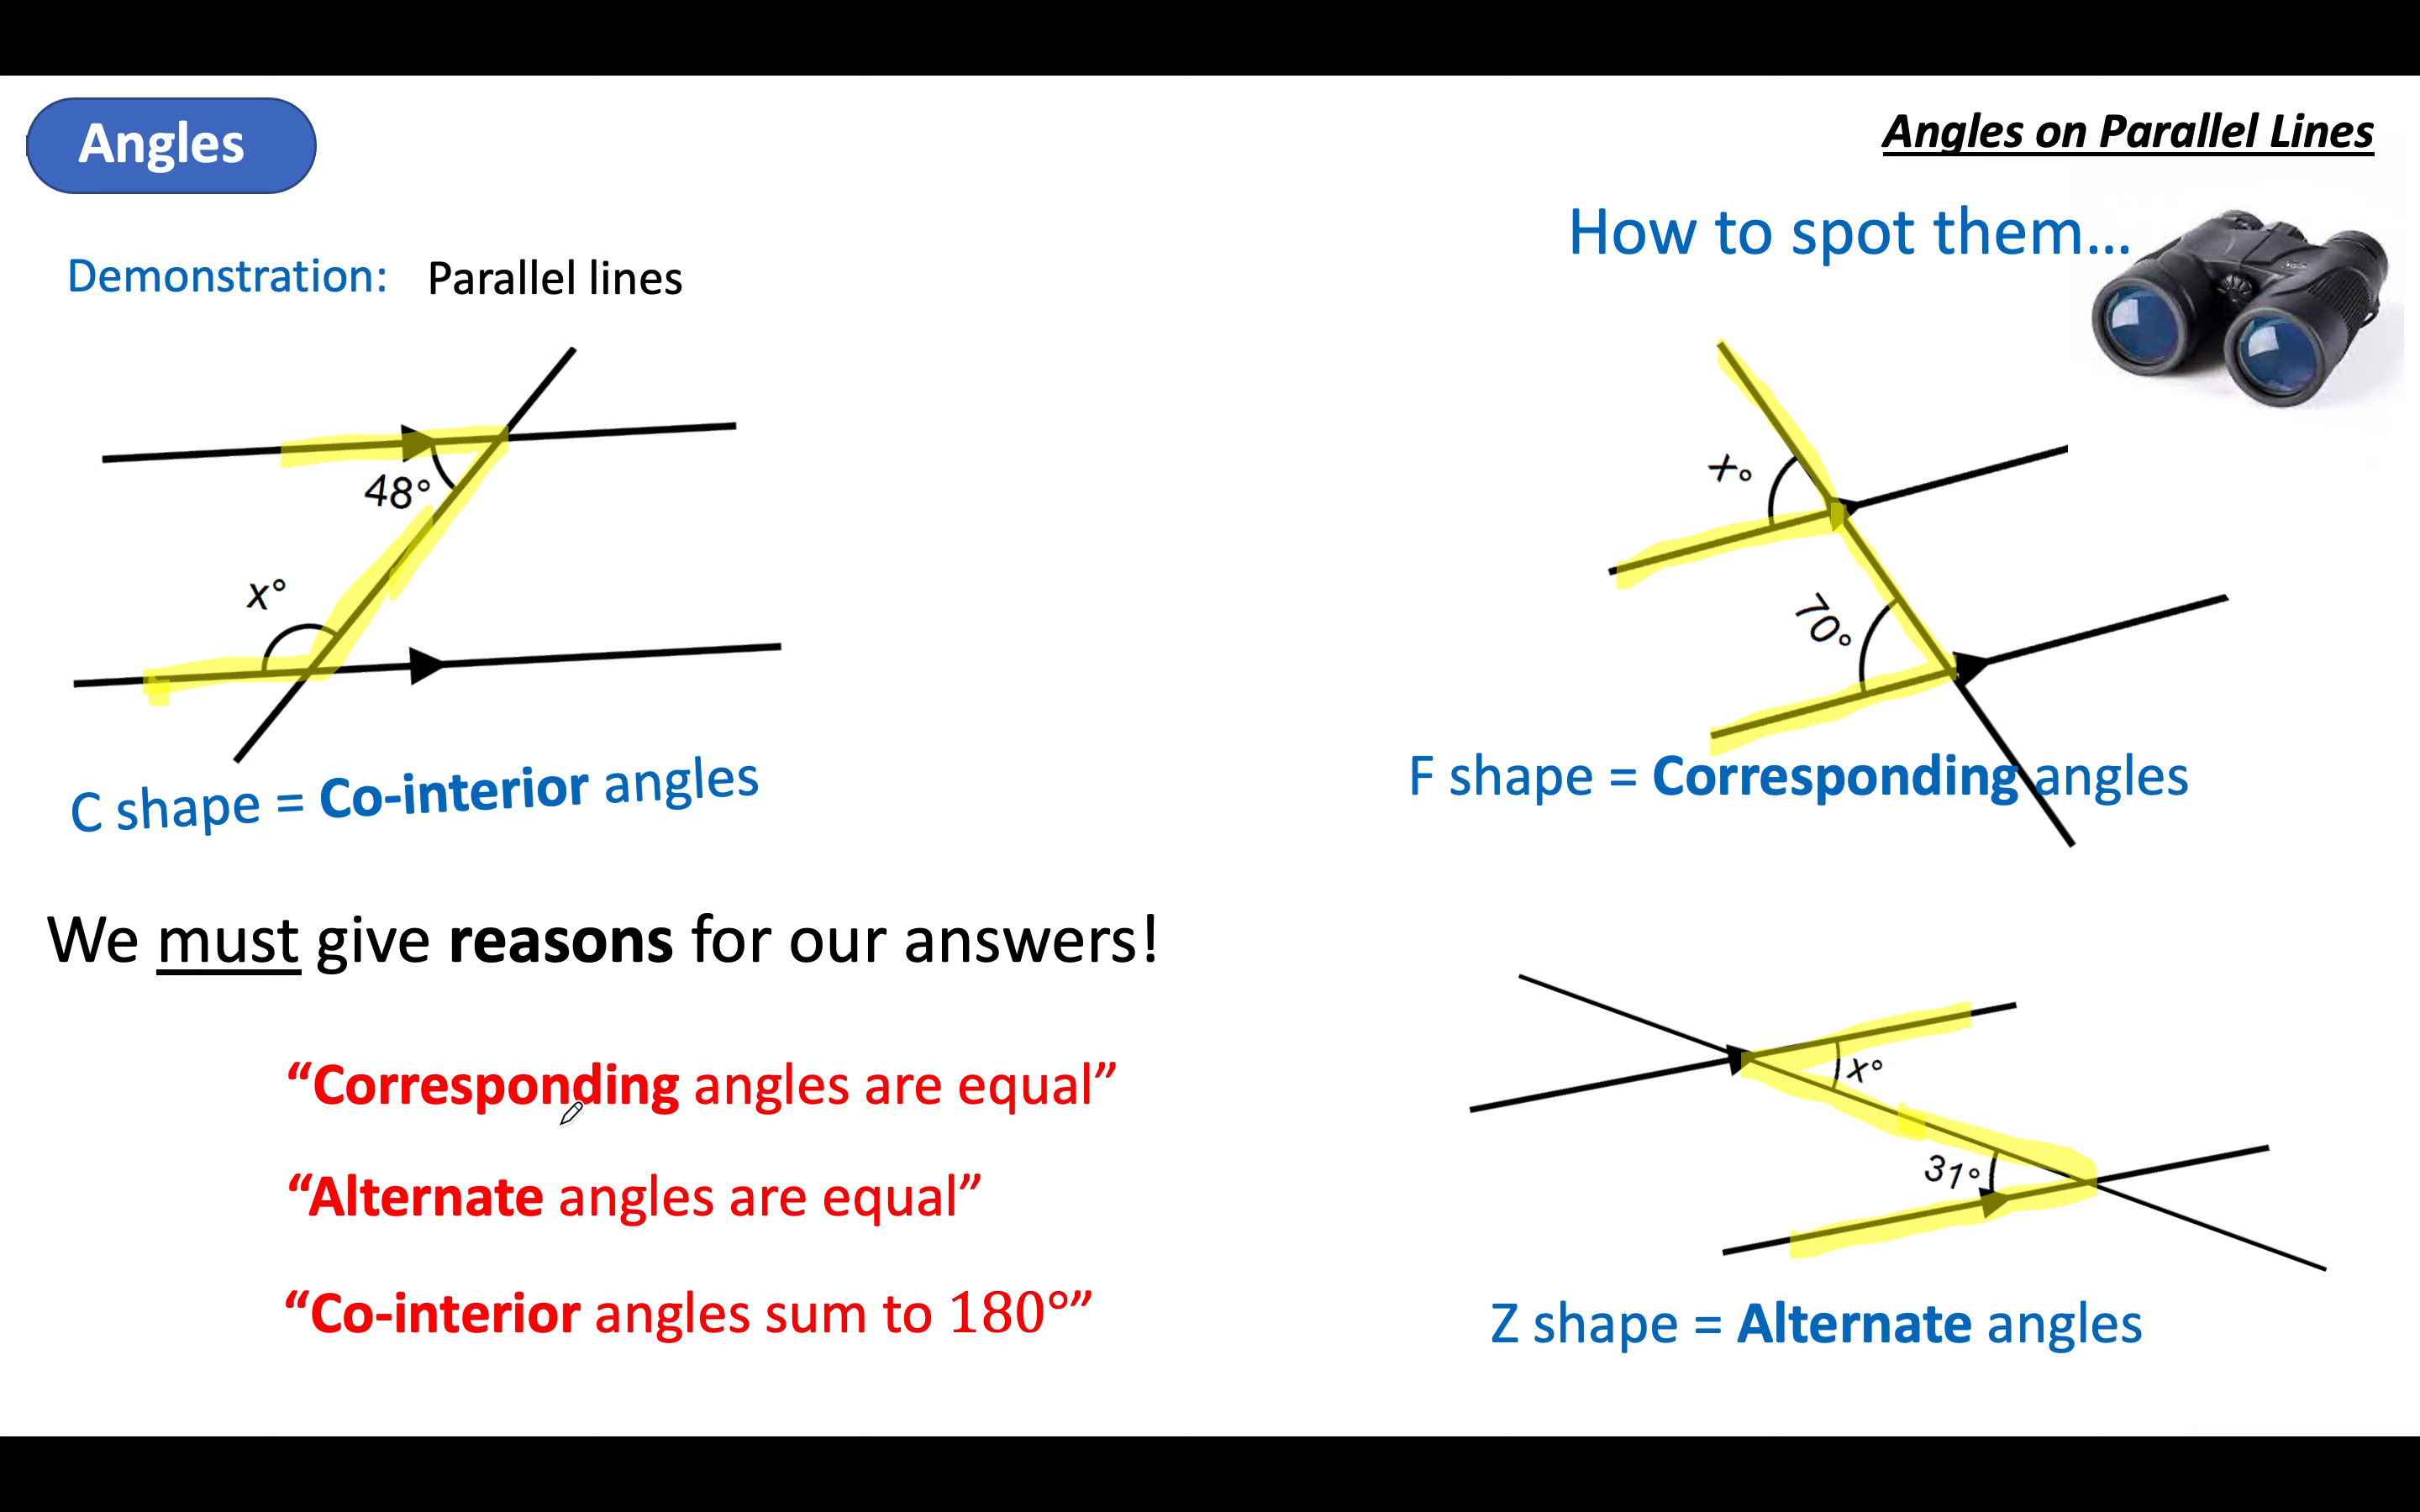 Angles
Angles on Parallel Lines
How to spot them...
Demonstration: Parallel lines
48°
x°
C shape = Co-interior angles
x°
70°
F shape = Corresponding angles
We must give reasons for our answers!
“Corresponding angles are equal”
“Alternate angles are equal”
“Co-interior angles sum to 180°”
x°
31°
Z shape = Alternate angles